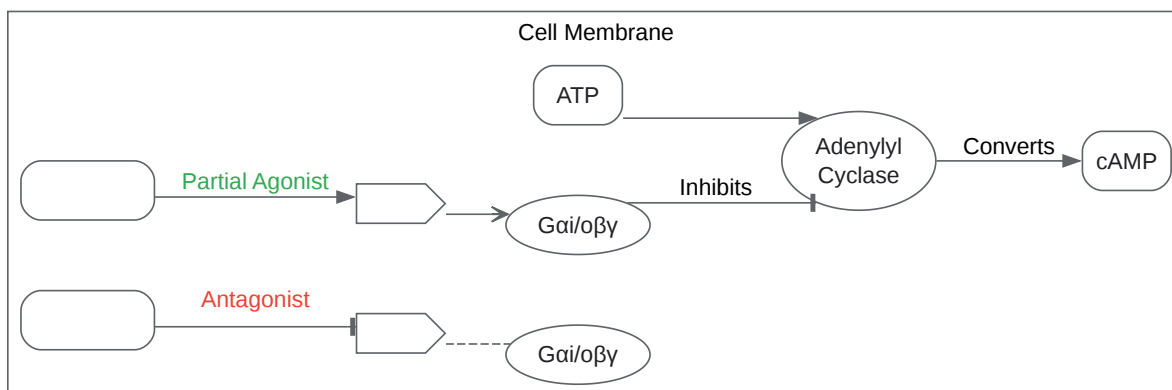 Cell Membrane
ATP
Adenylyl
Cyclase
Converts
cAMP
Partial Agonist
Inhibits
Gαi/oβγ
Antagonist
Gαi/oβγ